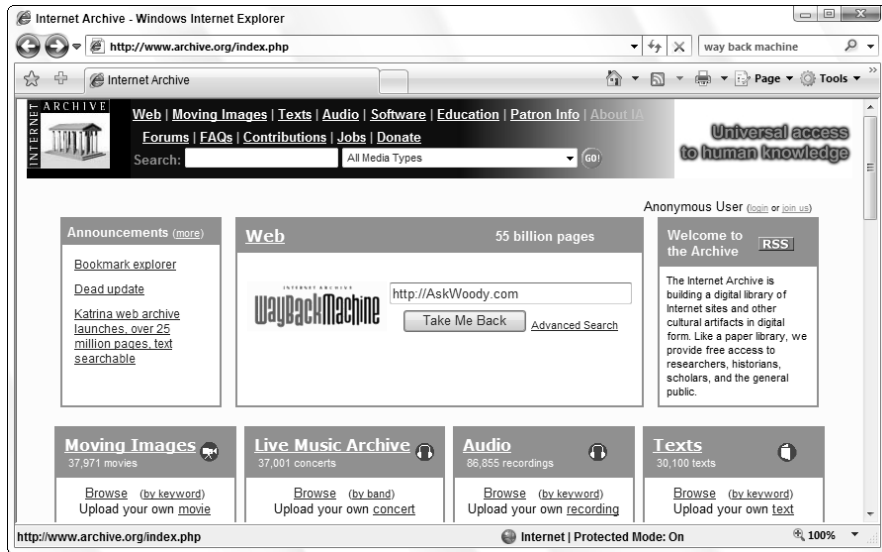 Internet Archive - Windows Internet Explorer
http://www.archive.org/index.php
way back machine
Internet Archive
Page
Tools
INTERNET ARCHIVE
Web | Moving Images | Texts | Audio | Software | Education | Patron Info | About IA
Forums | FAQs | Contributions | Jobs | Donate
Search:
All Media Types
GO!
Universal access
to human knowledge
Anonymous User (login or join us)
Announcements (more)
Bookmark explorer
Dead update
Katrina web archive
launches, over 25
million pages, text
searchable
Web
55 billion pages
INTERNET ARCHIVE
WayBackMachine
http://AskWoody.com
Take Me Back
Advanced Search
Welcome to
the Archive
RSS
The Internet Archive is
building a digital library of
Internet sites and other
cultural artifacts in digital
form. Like a paper library, we
provide free access to
researchers, historians,
scholars, and the general
public.
Moving Images
37,971 movies
Browse (by keyword)
Upload your own movie
Live Music Archive
37,001 concerts
Browse (by band)
Upload your own concert
Audio
86,855 recordings
Browse (by keyword)
Upload your own recording
Texts
30,100 texts
Browse (by keyword)
Upload your own text
http://www.archive.org/index.php
Internet | Protected Mode: On
100%